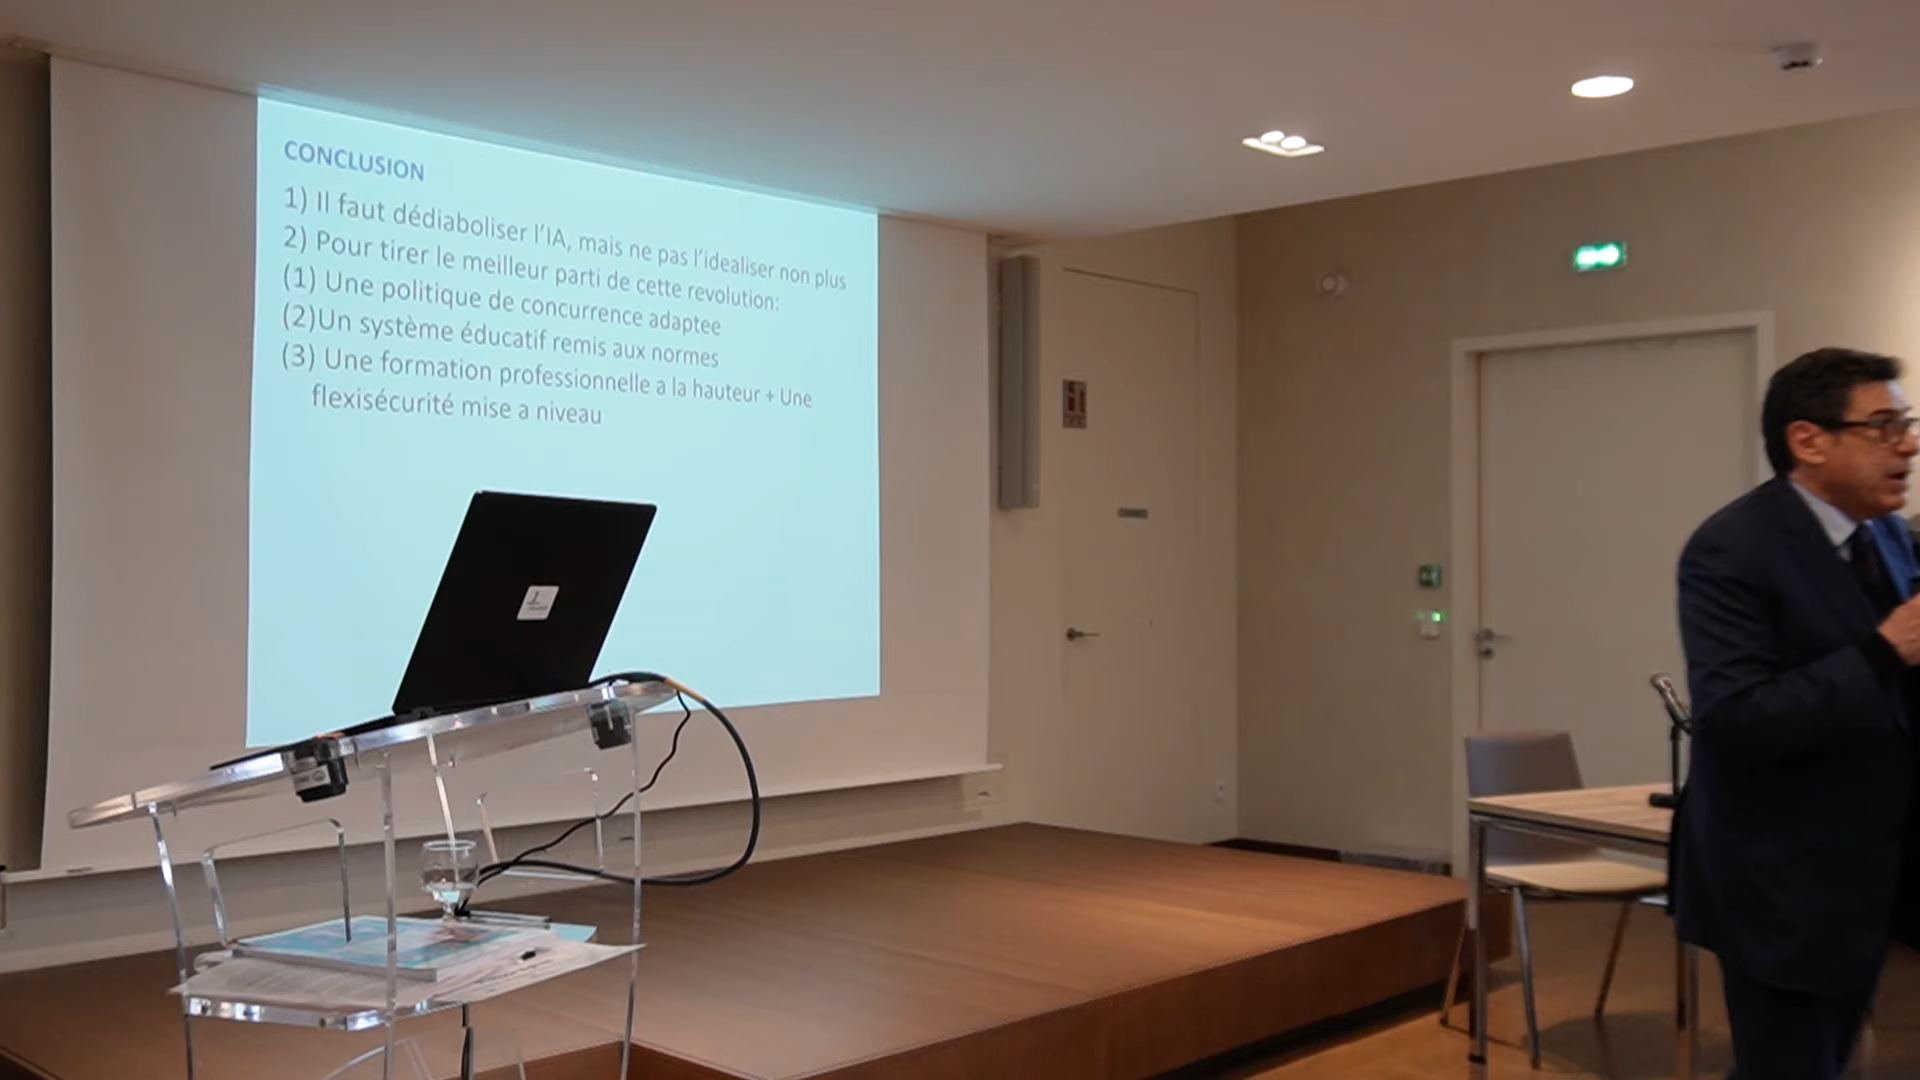 CONCLUSION
1) Il faut dédiaboliser l'IA, mais ne pas l'idealiser non plus
2) Pour tirer le meilleur parti de cette revolution:
(1) Une politique de concurrence adaptee
(2)Un système éducatif remis aux normes
(3) Une formation professionnelle a la hauteur + Une
flexisécurité mise a niveau